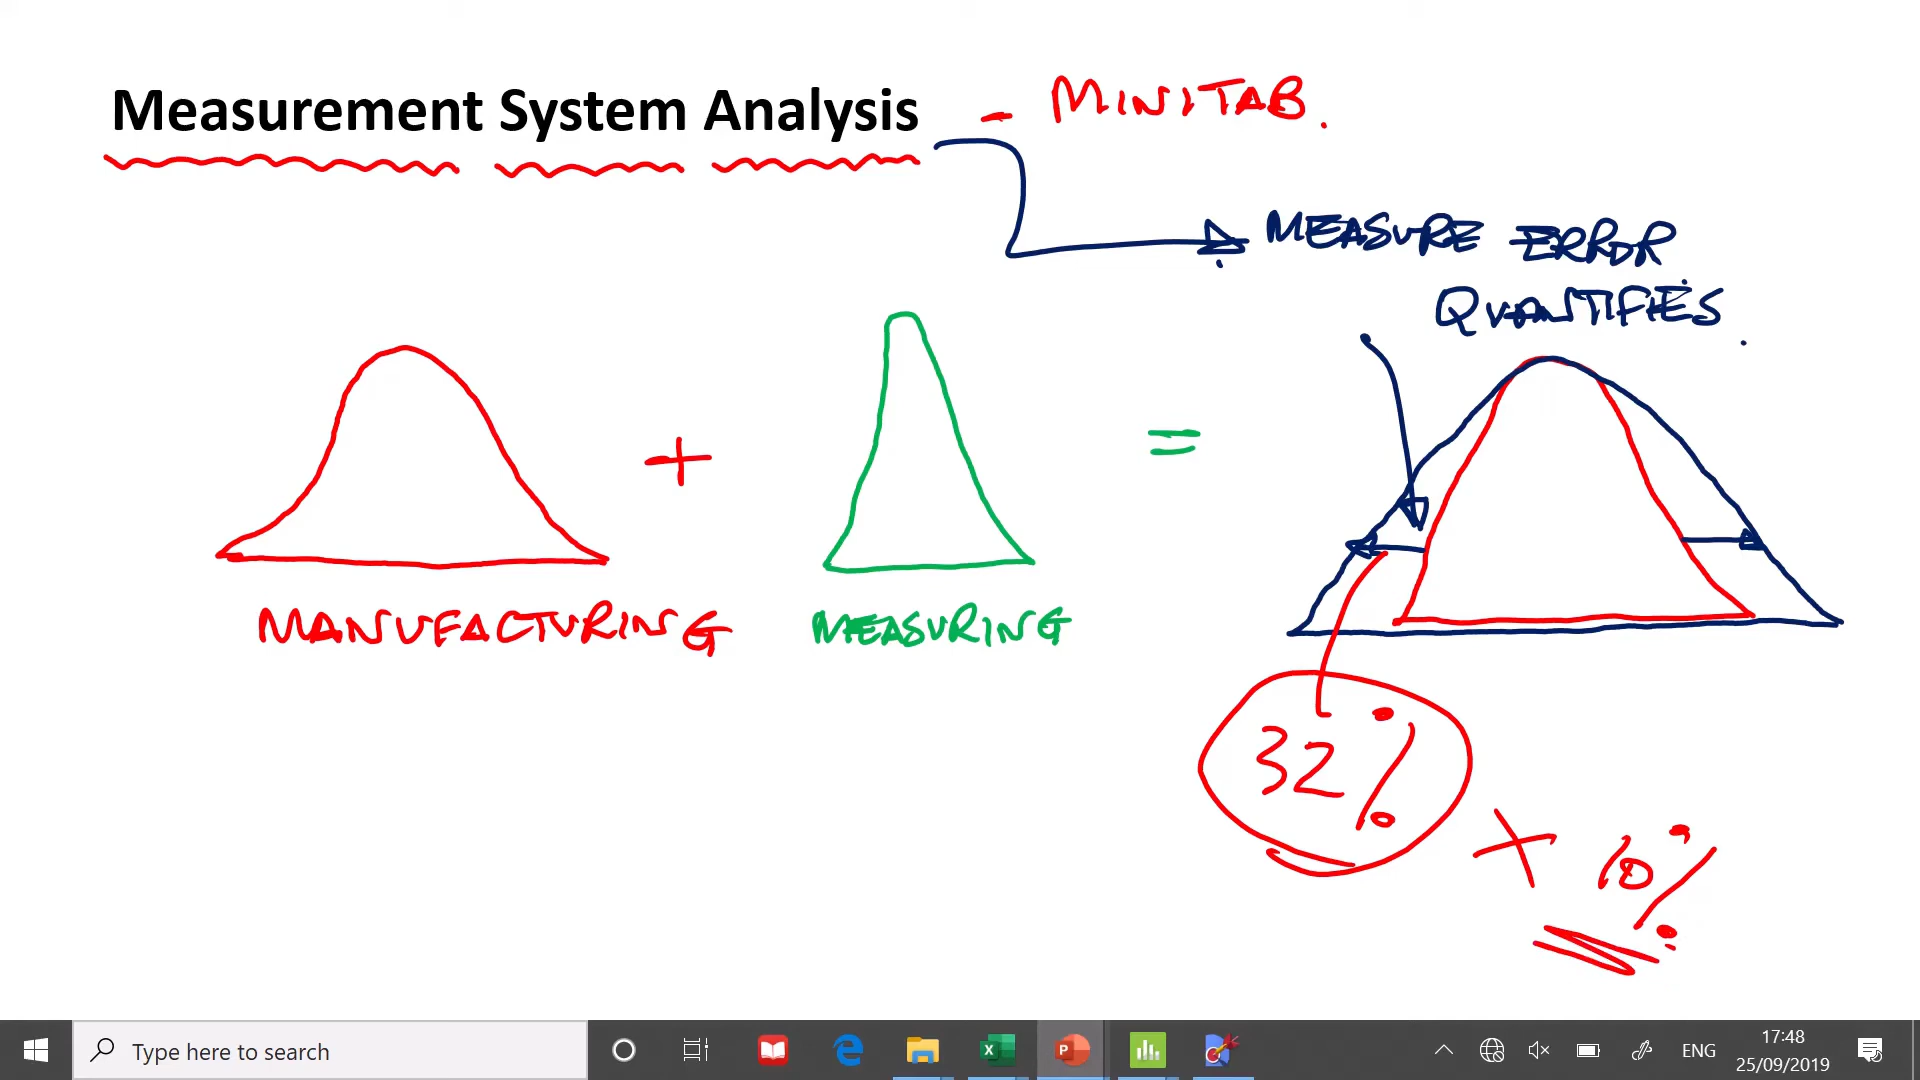 Measurement System Analysis - MINITAB.
MEASURE ERROR
QUANTIFIES.
+
=
MANUFACTURING
MEASURING
32%
X 10%
Type here to search
X
P
ENG
17:48
25/09/2019